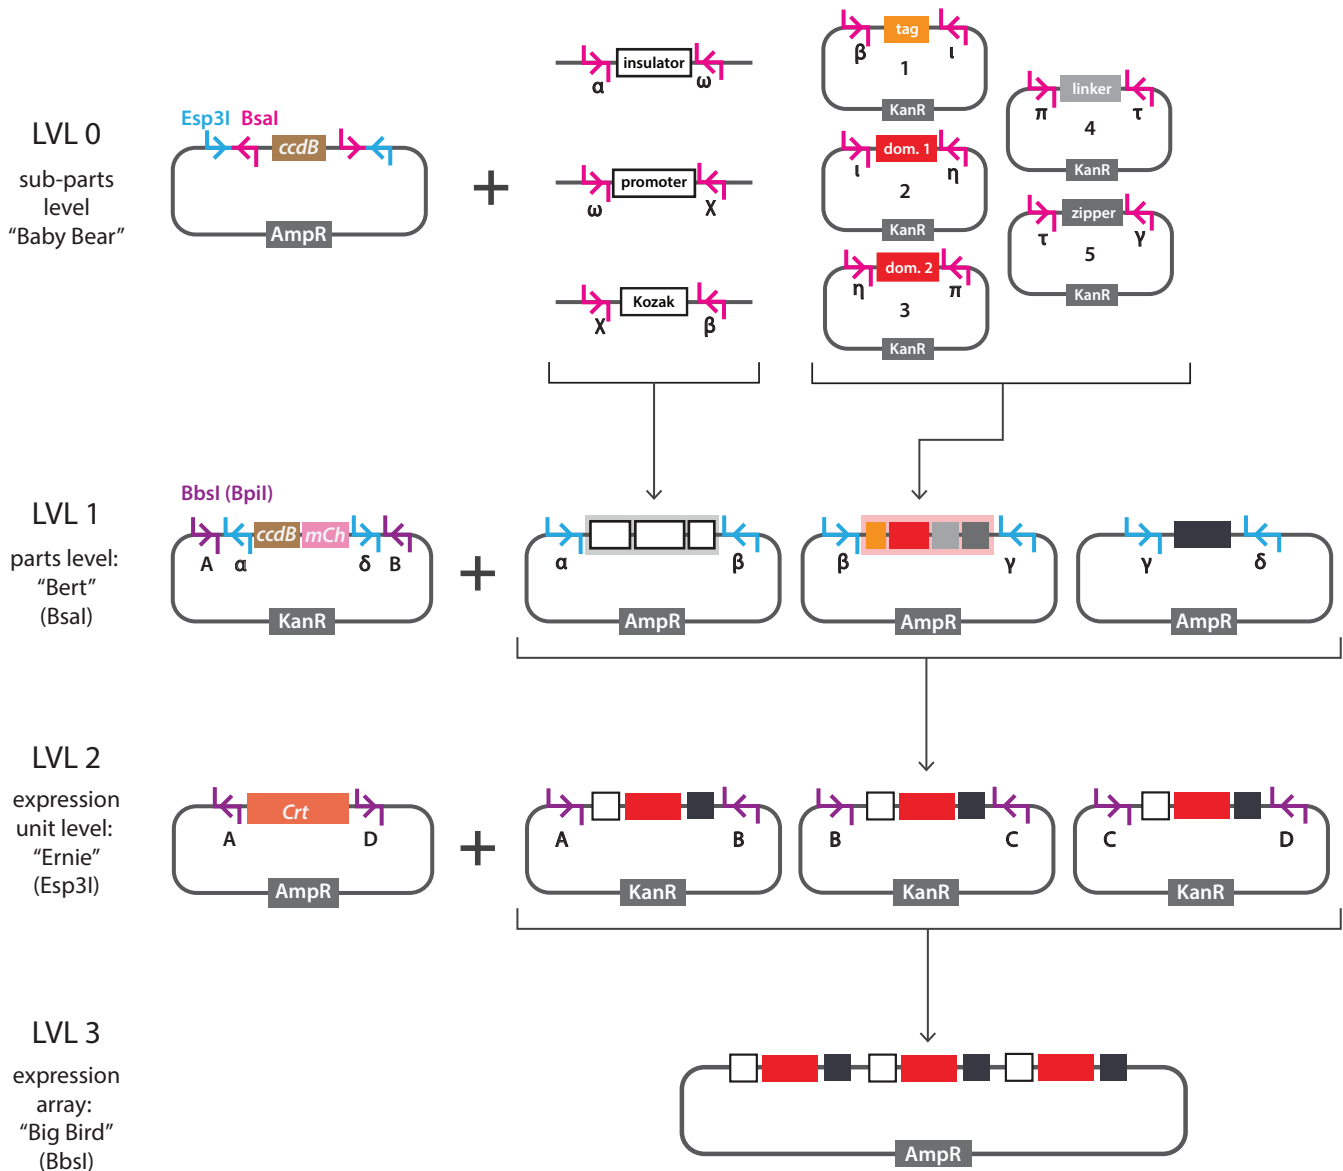 LVL 0
sub-parts
level
“Baby Bear”
Esp3I BsaI
ccdB
AmpR
+
insulator
α ω
promoter
ω χ
Kozak
χ β
tag
β ι
1
KanR
dom. 1
ι η
2
KanR
dom. 2
η π
3
KanR
linker
π τ
4
KanR
zipper
τ γ
5
KanR
LVL 1
parts level:
“Bert”
(BsaI)
BbsI (BpiI)
ccdB mCh
A α δ B
KanR
+
α β
AmpR
β γ
AmpR
γ δ
AmpR
LVL 2
expression
unit level:
“Ernie”
(Esp3I)
Crt
A D
AmpR
+
A B
KanR
B C
KanR
C D
KanR
LVL 3
expression
array:
“Big Bird”
(BbsI)
AmpR